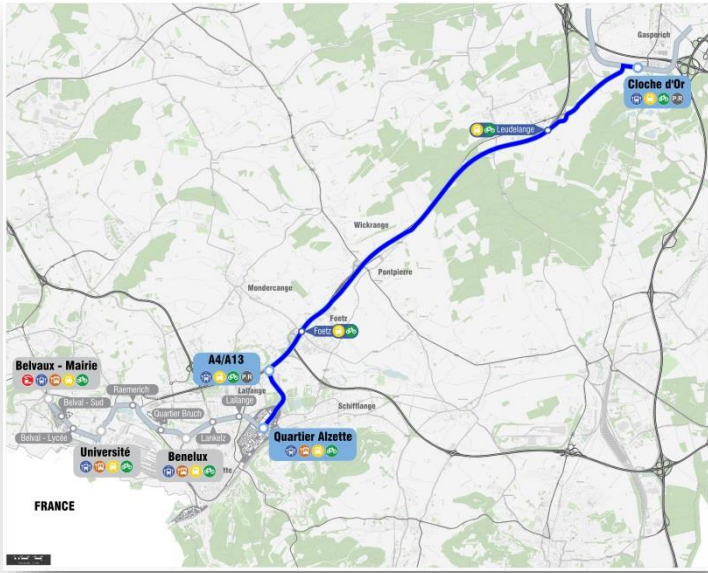 Gasperich
Cloche d'Or
P+R
Leudelange
Wickrange
Pontpierre
Mondercange
Foetz
Foetz
A4/A13
P+R
Belvaux - Mairie
Raemerich
Lallange
Lallange
Belval - Sud
Quartier Bruch
Schifflange
Belval - Lycée
Lankelz
Quartier Alzette
Université
Benelux
FRANCE